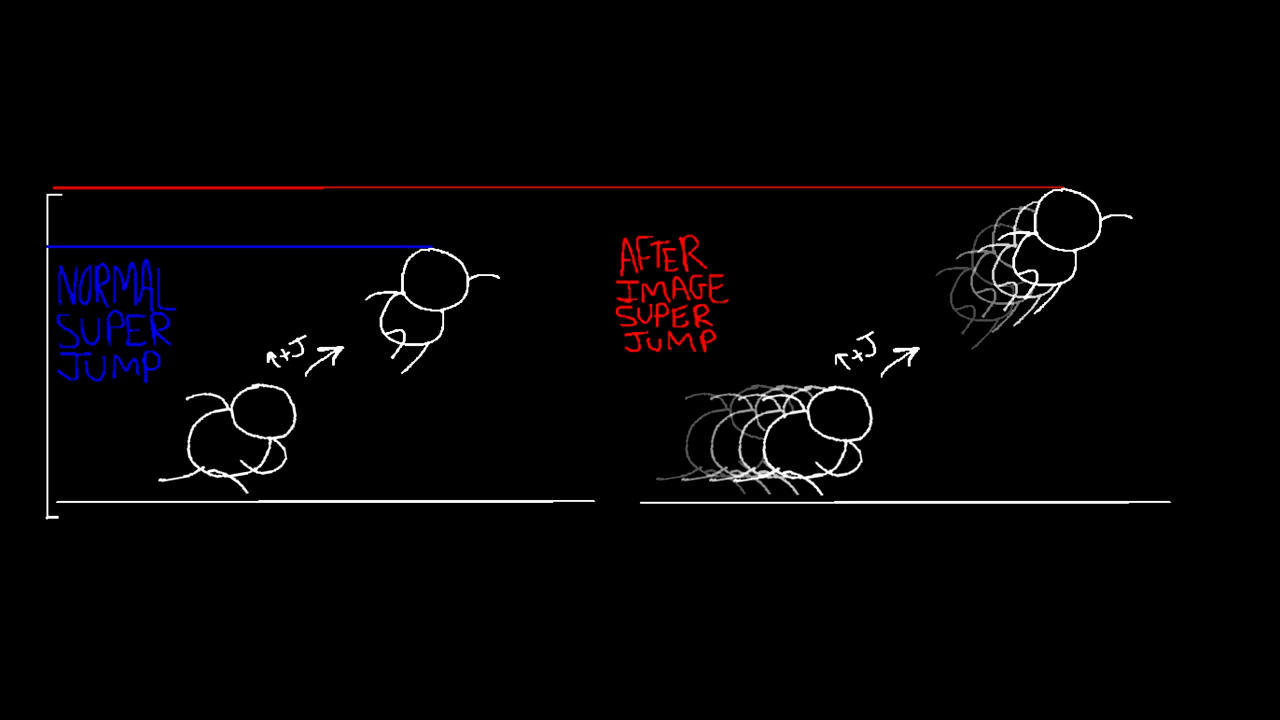 NORMAL
SUPER
JUMP
↖+J
AFTER
IMAGE
SUPER
JUMP
↖+J